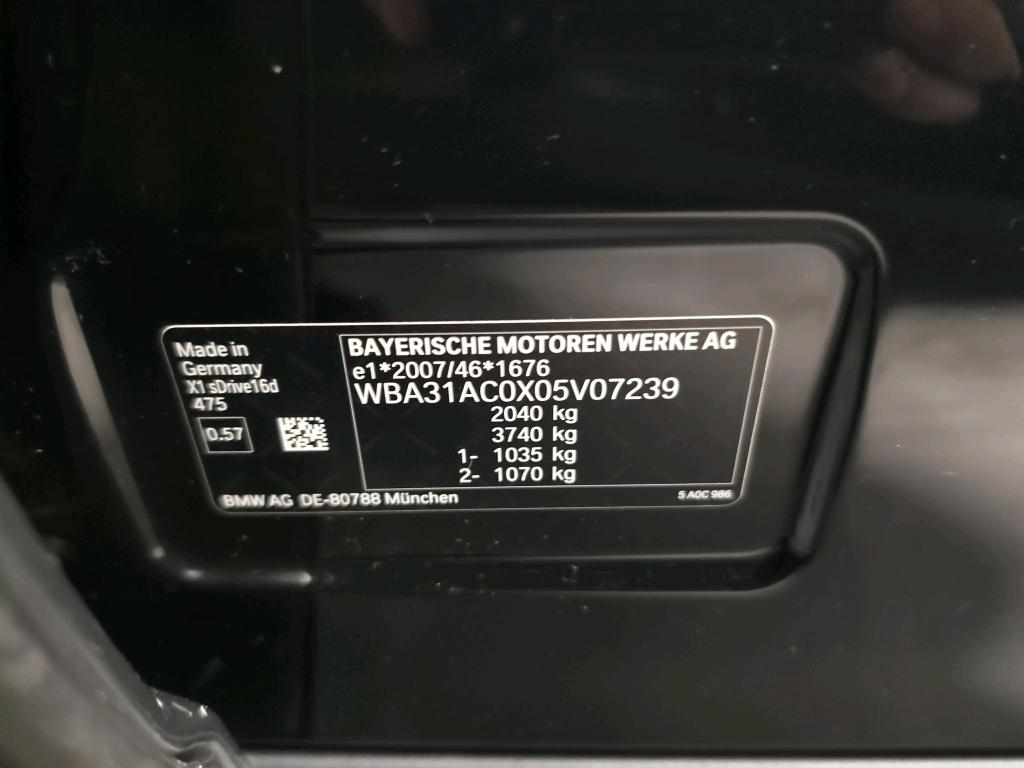 Made in
Germany
X1 sDrive16d
475
0.57
BAYERISCHE MOTOREN WERKE AG
e1*2007/46*1676
WBA31AC0X05V07239
2040 kg
3740 kg
1- 1035 kg
2- 1070 kg
BMW AG DE-80788 München
5 A0C 986